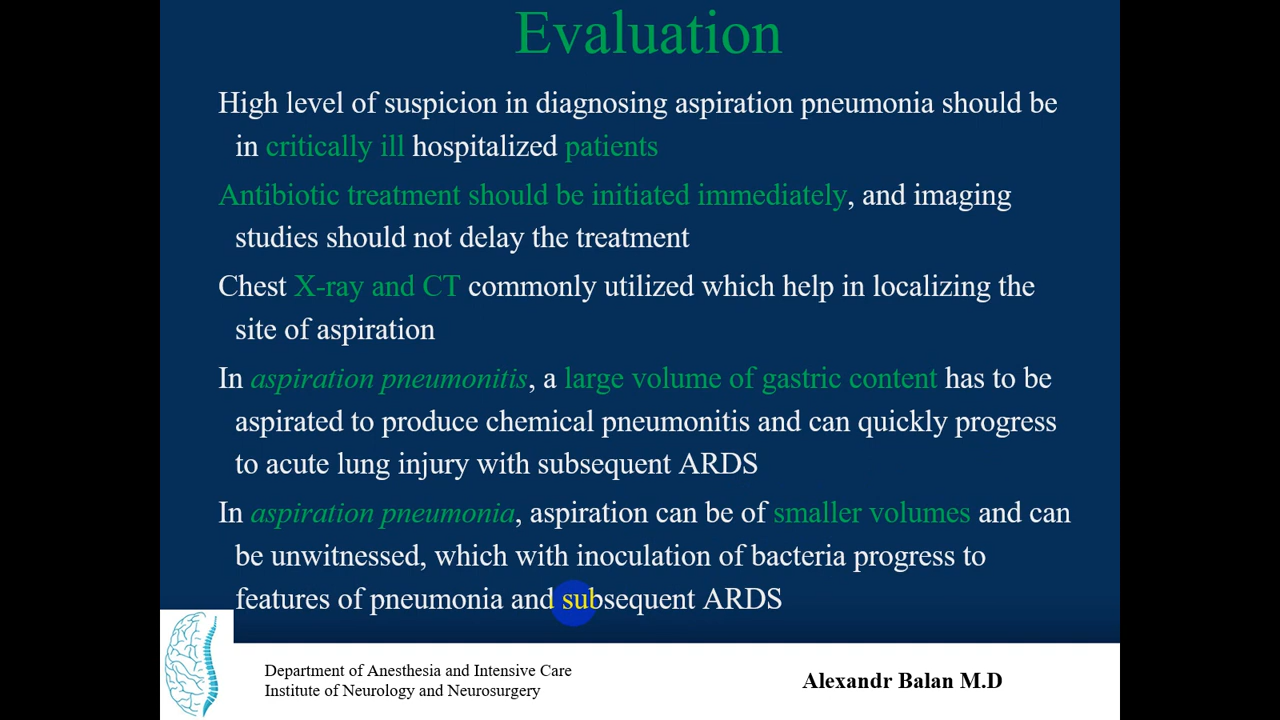 Evaluation
High level of suspicion in diagnosing aspiration pneumonia should be
in critically ill hospitalized patients
Antibiotic treatment should be initiated immediately, and imaging
studies should not delay the treatment
Chest X-ray and CT commonly utilized which help in localizing the
site of aspiration
In aspiration pneumonitis, a large volume of gastric content has to be
aspirated to produce chemical pneumonitis and can quickly progress
to acute lung injury with subsequent ARDS
In aspiration pneumonia, aspiration can be of smaller volumes and can
be unwitnessed, which with inoculation of bacteria progress to
features of pneumonia and subsequent ARDS
Department of Anesthesia and Intensive Care
Institute of Neurology and Neurosurgery
Alexandr Balan M.D